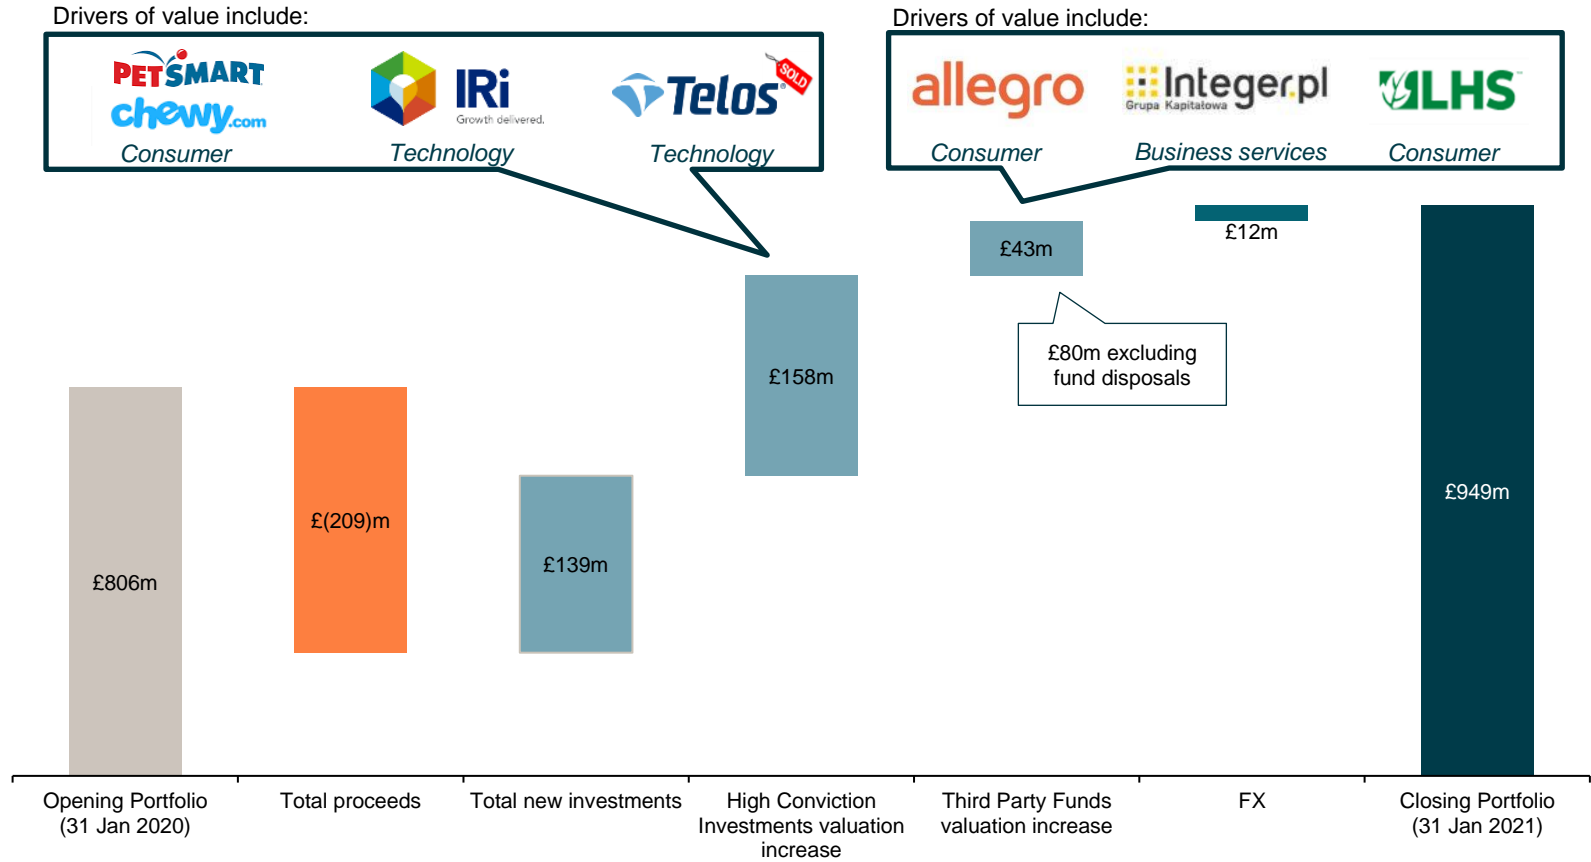 Drivers of value include:
PETSMART
chewy.com
Consumer
IRi
Growth delivered.
Technology
Telos
SOLD
Technology
Drivers of value include:
allegro
Consumer
Integer.pl
Grupa Kapitałowa
Business services
LHS
Consumer
£806m
£(209)m
£139m
£158m
£43m
£80m excluding
fund disposals
£12m
£949m
Opening Portfolio
(31 Jan 2020)
Total proceeds
Total new investments
High Conviction
Investments valuation
increase
Third Party Funds
valuation increase
FX
Closing Portfolio
(31 Jan 2021)